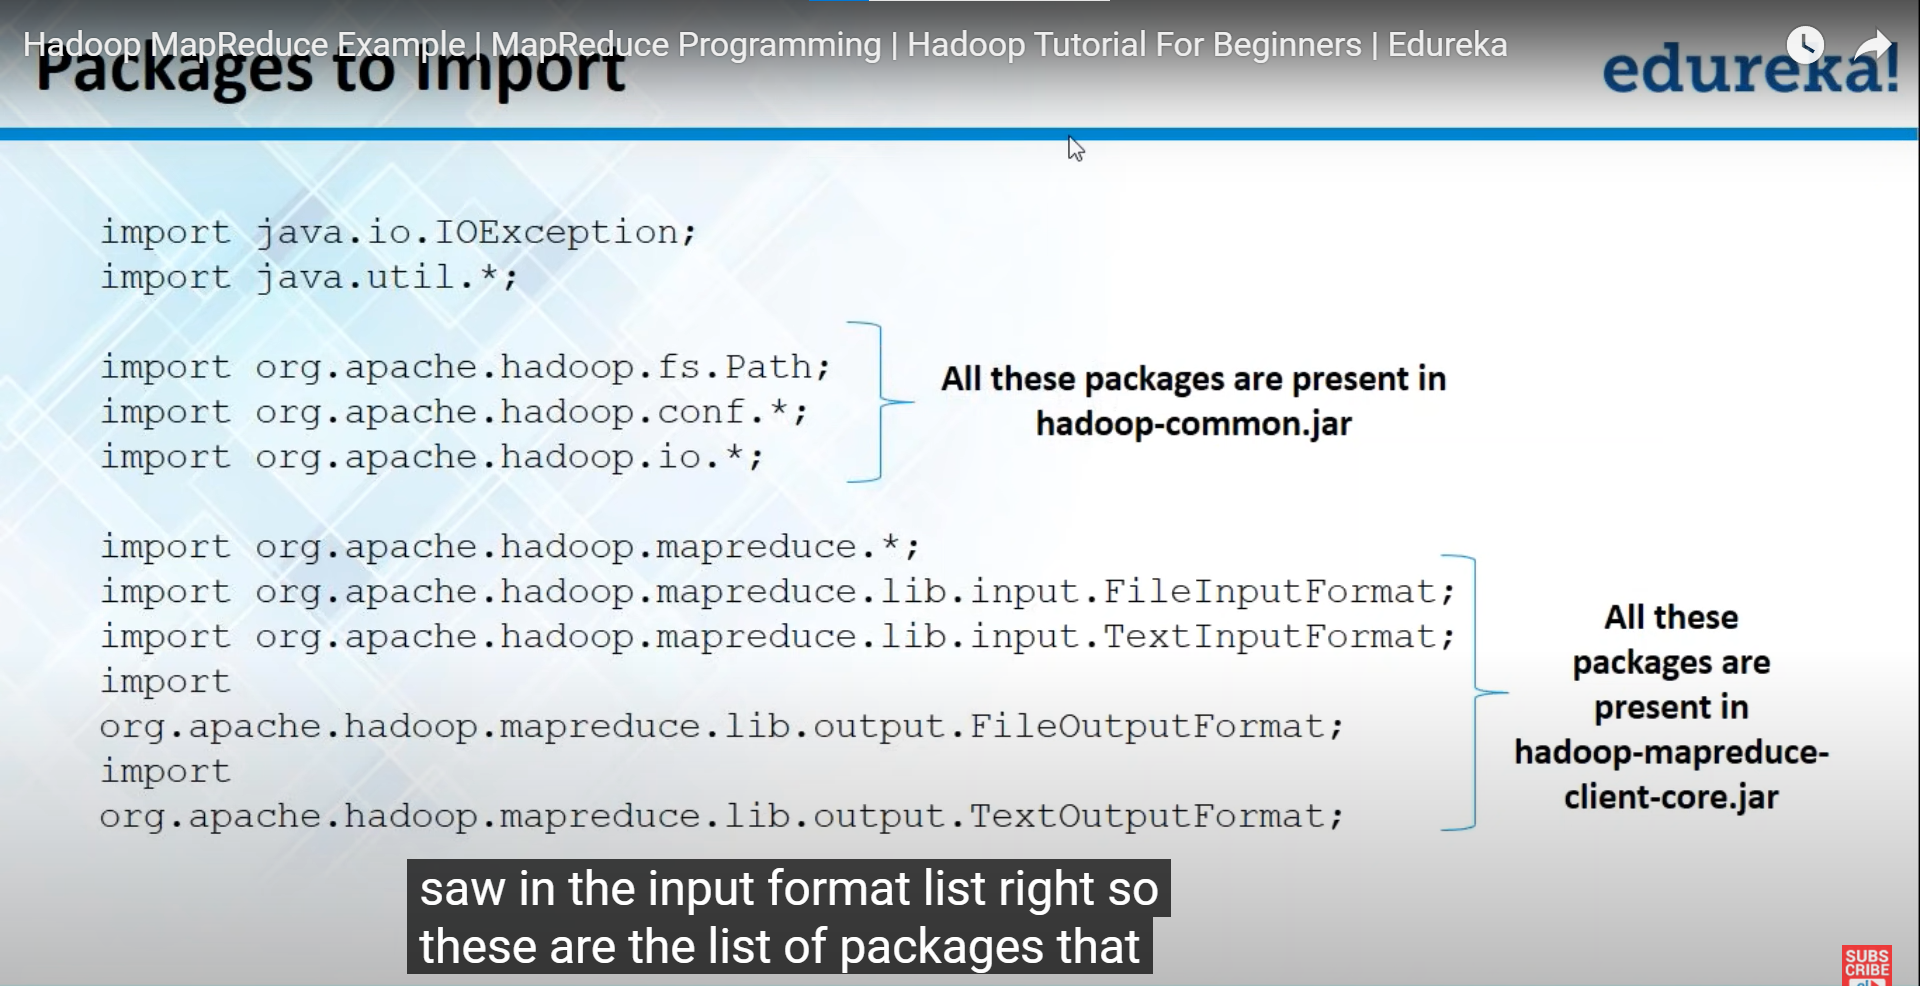 Hadoop MapReduce Example | MapReduce Programming | Hadoop Tutorial For Beginners | Edureka
Packages to Import
edureka!
import java.io.IOException;
import java.util.*;
import org.apache.hadoop.fs.Path;
import org.apache.hadoop.conf.*;
import org.apache.hadoop.io.*;
All these packages are present in
hadoop-common.jar
import org.apache.hadoop.mapreduce.*;
import org.apache.hadoop.mapreduce.lib.input.FileInputFormat;
import org.apache.hadoop.mapreduce.lib.input.TextInputFormat;
import
org.apache.hadoop.mapreduce.lib.output.FileOutputFormat;
import
org.apache.hadoop.mapreduce.lib.output.TextOutputFormat;
All these
packages are
present in
hadoop-mapreduce-
client-core.jar
saw in the input format list right so
these are the list of packages that
SUBS
CRIBE